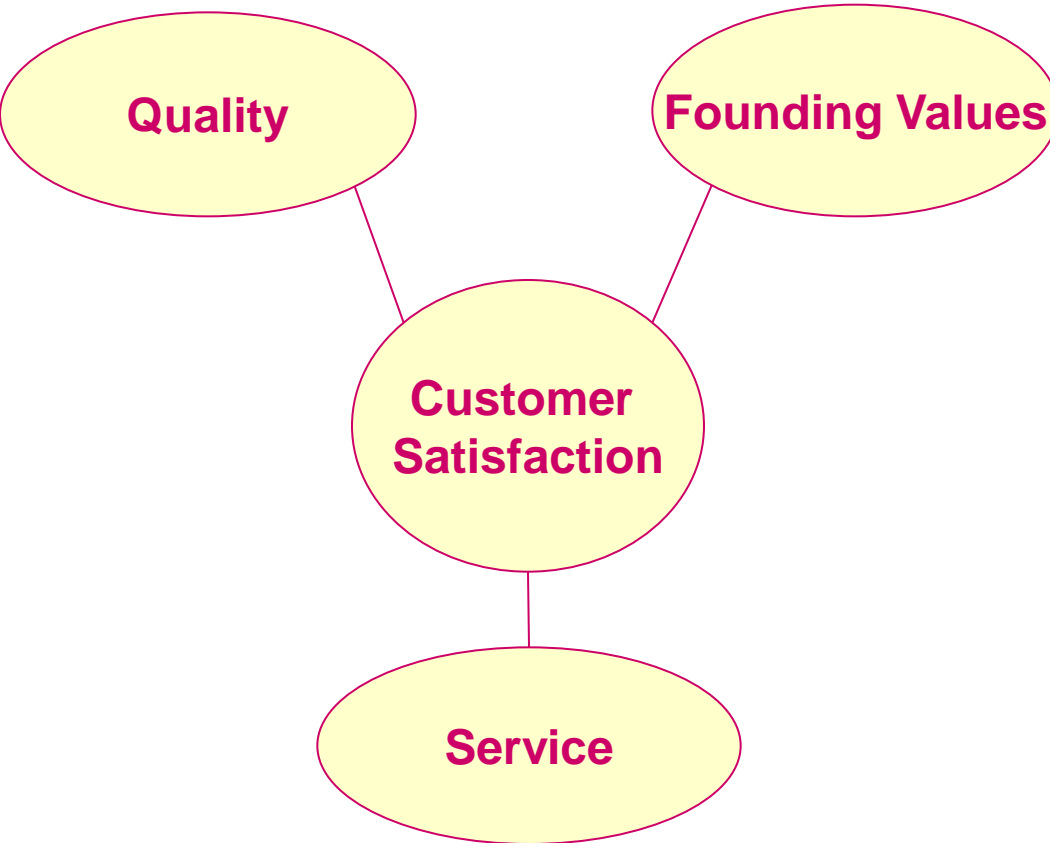 Quality
Founding Values
Customer
Satisfaction
Service